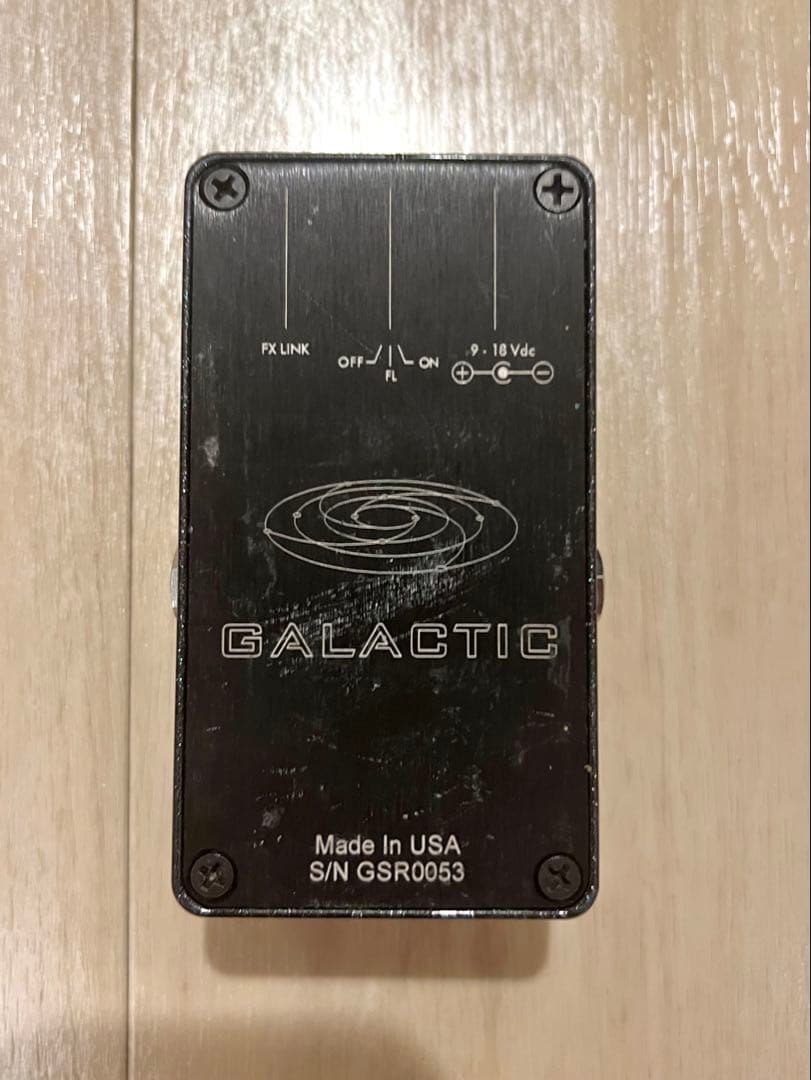 FX LINK
OFF FL ON
9 - 18 Vdc
GALACTIC
Made In USA
S/N GSR0053